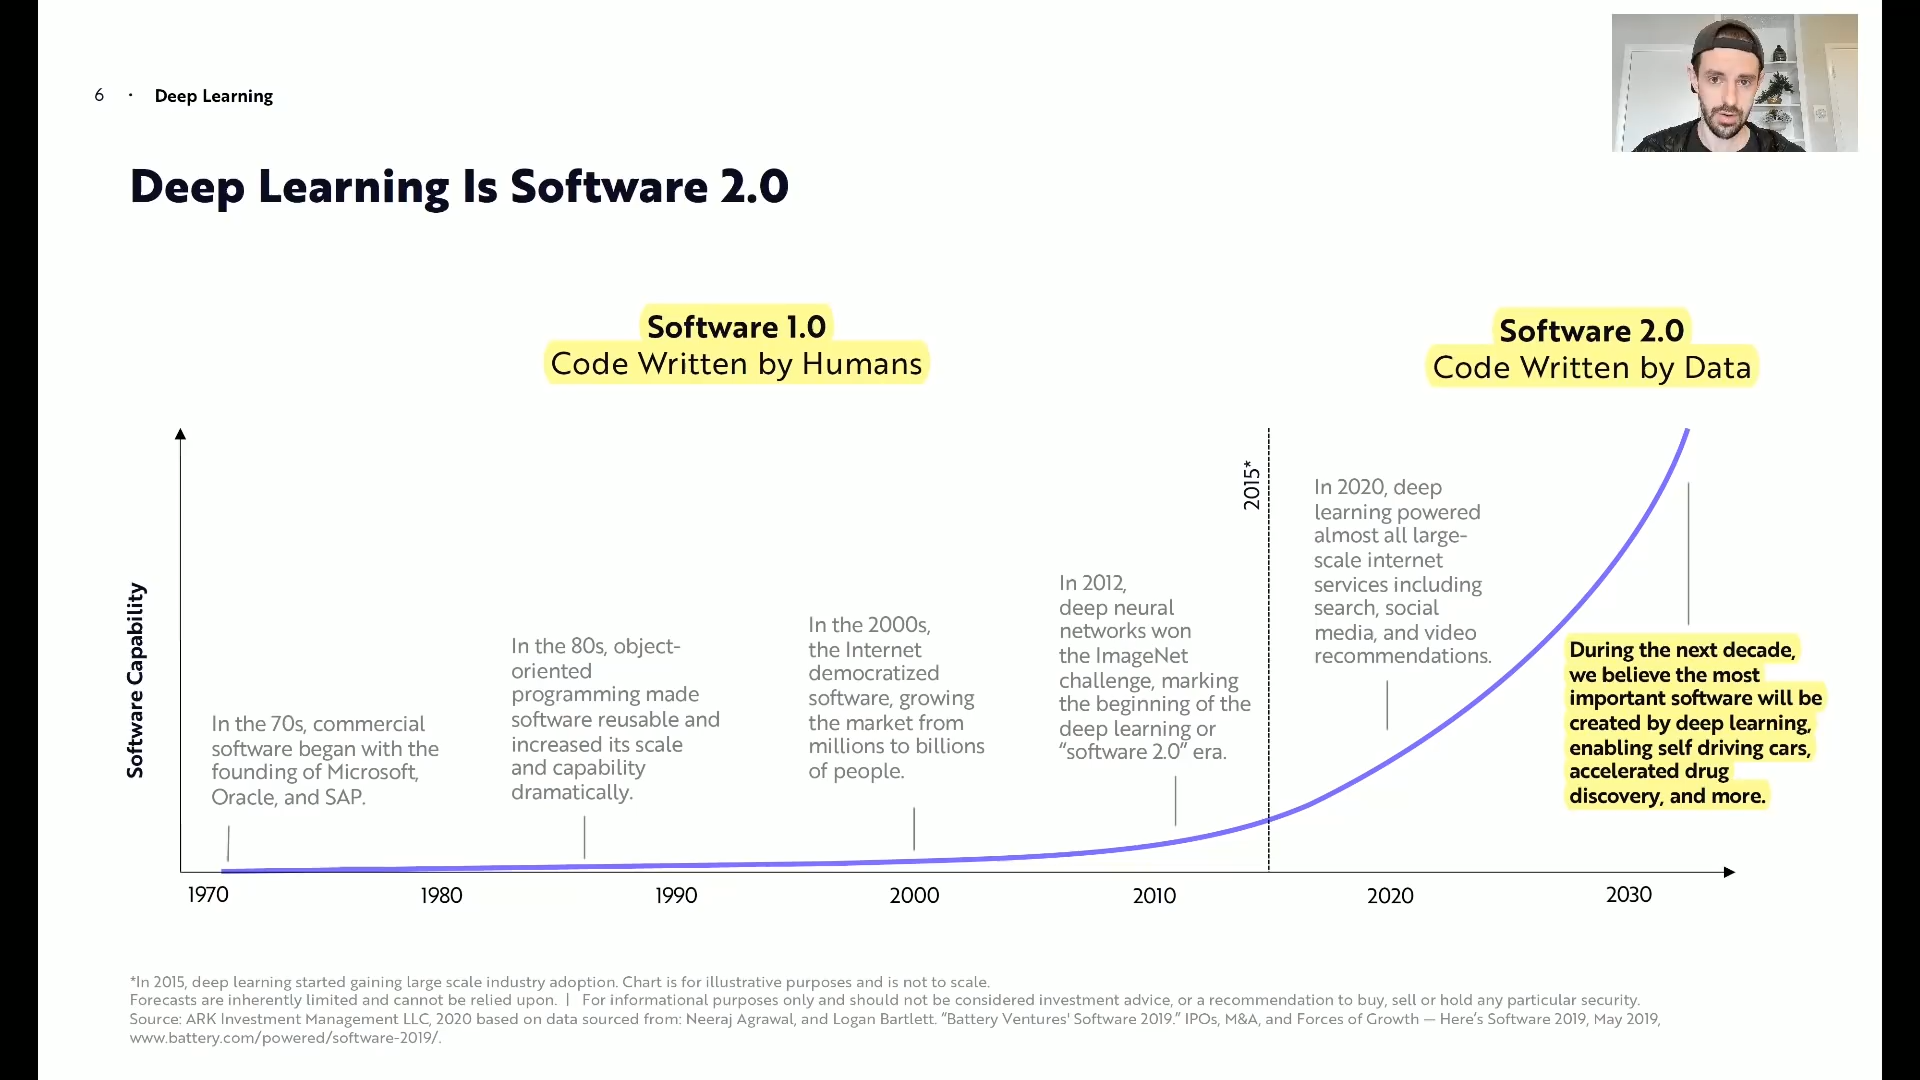 6 · Deep Learning
Deep Learning Is Software 2.0
Software 1.0
Code Written by Humans
Software 2.0
Code Written by Data
Software Capability
In the 70s, commercial
software began with the
founding of Microsoft,
Oracle, and SAP.
In the 80s, object-
oriented
programming made
software reusable and
increased its scale
and capability
dramatically.
In the 2000s,
the Internet
democratized
software, growing
the market from
millions to billions
of people.
In 2012,
deep neural
networks won
the ImageNet
challenge, marking
the beginning of the
deep learning or
“software 2.0” era.
2015*
In 2020, deep
learning powered
almost all large-
scale internet
services including
search, social
media, and video
recommendations.
During the next decade,
we believe the most
important software will be
created by deep learning,
enabling self driving cars,
accelerated drug
discovery, and more.
1970 1980 1990 2000 2010 2020 2030
*In 2015, deep learning started gaining large scale industry adoption. Chart is for illustrative purposes and is not to scale.
Forecasts are inherently limited and cannot be relied upon. | For informational purposes only and should not be considered investment advice, or a recommendation to buy, sell or hold any particular security.
Source: ARK Investment Management LLC, 2020 based on data sourced from: Neeraj Agrawal, and Logan Bartlett. “Battery Ventures' Software 2019.” IPOs, M&A, and Forces of Growth — Here’s Software 2019, May 2019,
www.battery.com/powered/software-2019/.